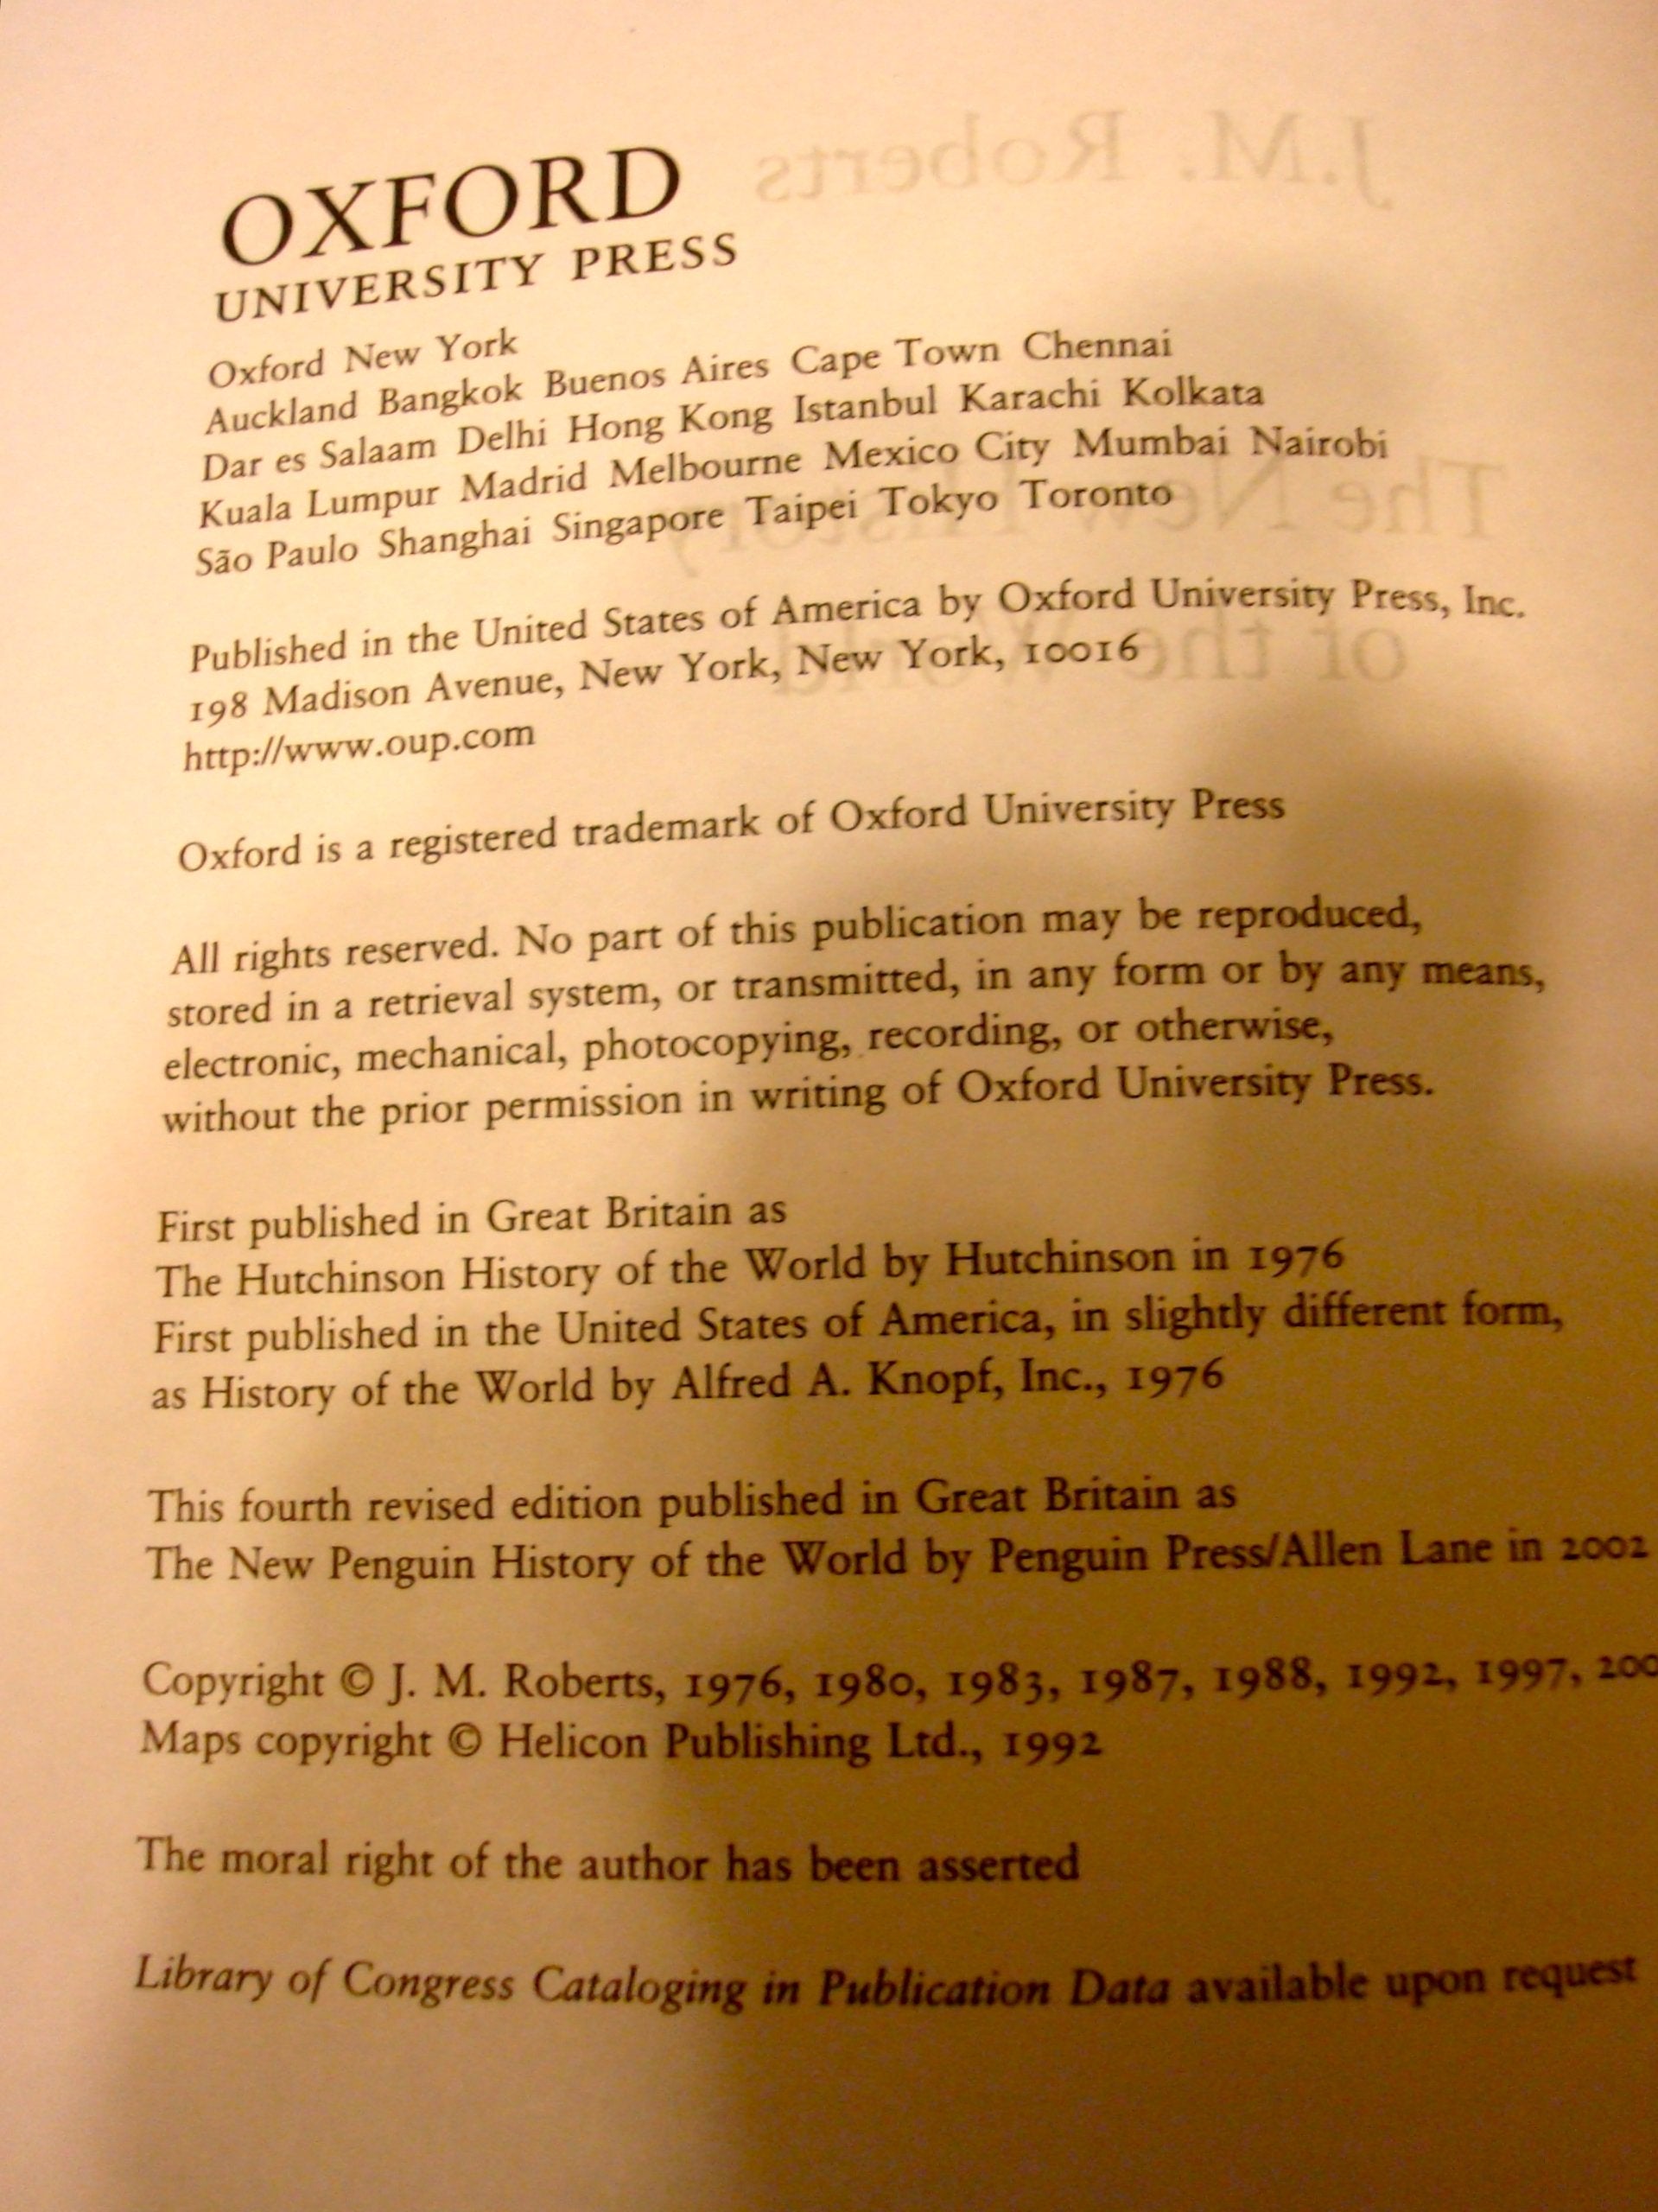 OXFORD
UNIVERSITY PRESS
Oxford New York
Auckland Bangkok Buenos Aires Cape Town Chennai
Dar es Salaam Delhi Hong Kong Istanbul Karachi Kolkata
Kuala Lumpur Madrid Melbourne Mexico City Mumbai Nairobi
São Paulo Shanghai Singapore Taipei Tokyo Toronto
Published in the United States of America by Oxford University Press, Inc.
198 Madison Avenue, New York, New York, 10016
http://www.oup.com
Oxford is a registered trademark of Oxford University Press
All rights reserved. No part of this publication may be reproduced,
stored in a retrieval system, or transmitted, in any form or by any means,
electronic, mechanical, photocopying, recording, or otherwise,
without the prior permission in writing of Oxford University Press.
First published in Great Britain as
The Hutchinson History of the World by Hutchinson in 1976
First published in the United States of America, in slightly different form,
as History of the World by Alfred A. Knopf, Inc., 1976
This fourth revised edition published in Great Britain as
The New Penguin History of the World by Penguin Press/Allen Lane in 2002
Copyright © J. M. Roberts, 1976, 1980, 1983, 1987, 1988, 1992, 1997,
Maps copyright © Helicon Publishing Ltd., 1992
The moral right of the author has been asserted
Library of Congress Cataloging in Publication Data available upon request